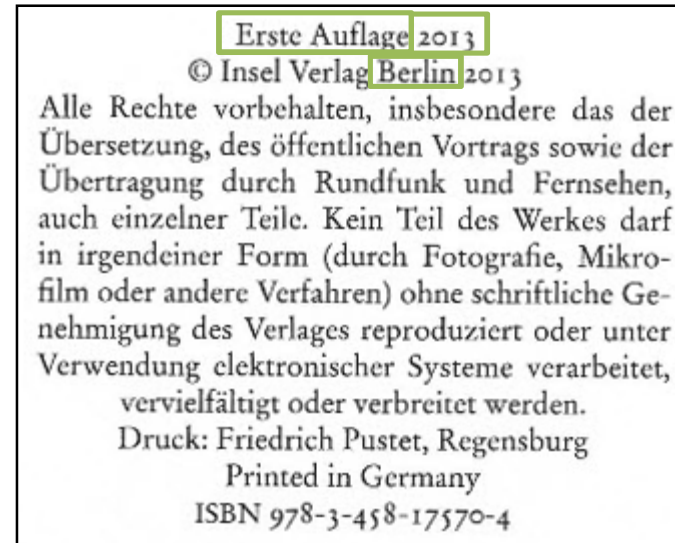 Erste Auflage 2013
© Insel Verlag Berlin 2013
Alle Rechte vorbehalten, insbesondere das der
Übersetzung, des öffentlichen Vortrags sowie der
Übertragung durch Rundfunk und Fernsehen,
auch einzelner Teile. Kein Teil des Werkes darf
in irgendeiner Form (durch Fotografie, Mikro-
film oder andere Verfahren) ohne schriftliche Ge-
nehmigung des Verlages reproduziert oder unter
Verwendung elektronischer Systeme verarbeitet,
vervielfältigt oder verbreitet werden.
Druck: Friedrich Pustet, Regensburg
Printed in Germany
ISBN 978-3-458-17570-4